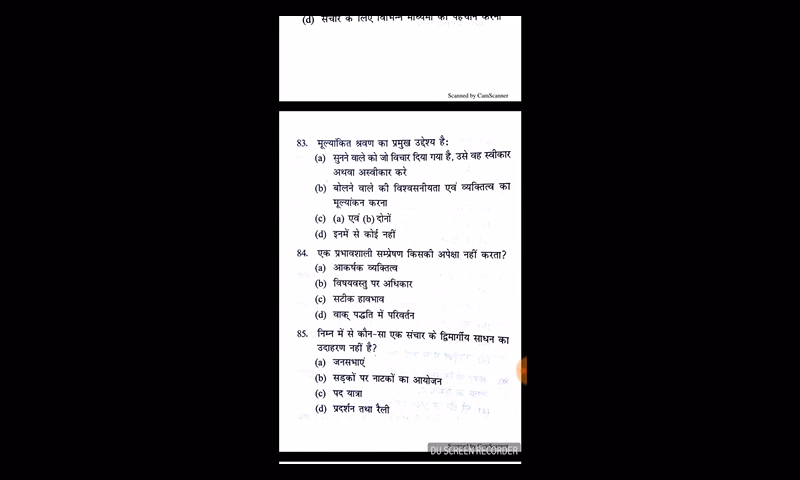 (d) संचार के लिए विभिन्न माध्यमों की पहचान करना
Scanned by CamScanner
83. मूल्यांकित श्रवण का प्रमुख उद्देश्य है:
(a) सुनने वाले को जो विचार दिया गया है, उसे वह स्वीकार
अथवा अस्वीकार करे
(b) बोलने वाले की विश्वसनीयता एवं व्यक्तित्व का
मूल्यांकन करना
(c) (a) एवं (b) दोनों
(d) इनमें से कोई नहीं
84. एक प्रभावशाली सम्प्रेषण किसकी अपेक्षा नहीं करता?
(a) आकर्षक व्यक्तित्व
(b) विषयवस्तु पर अधिकार
(c) सटीक हावभाव
(d) वाक् पद्धति में परिवर्तन
85. निम्न में से कौन-सा एक संचार के द्विमार्गीय साधन का
उदाहरण नहीं है?
(a) जनसभाएं
(b) सड़कों पर नाटकों का आयोजन
(c) पद यात्रा
(d) प्रदर्शन तथा रैली
DU SCREEN RECORDER